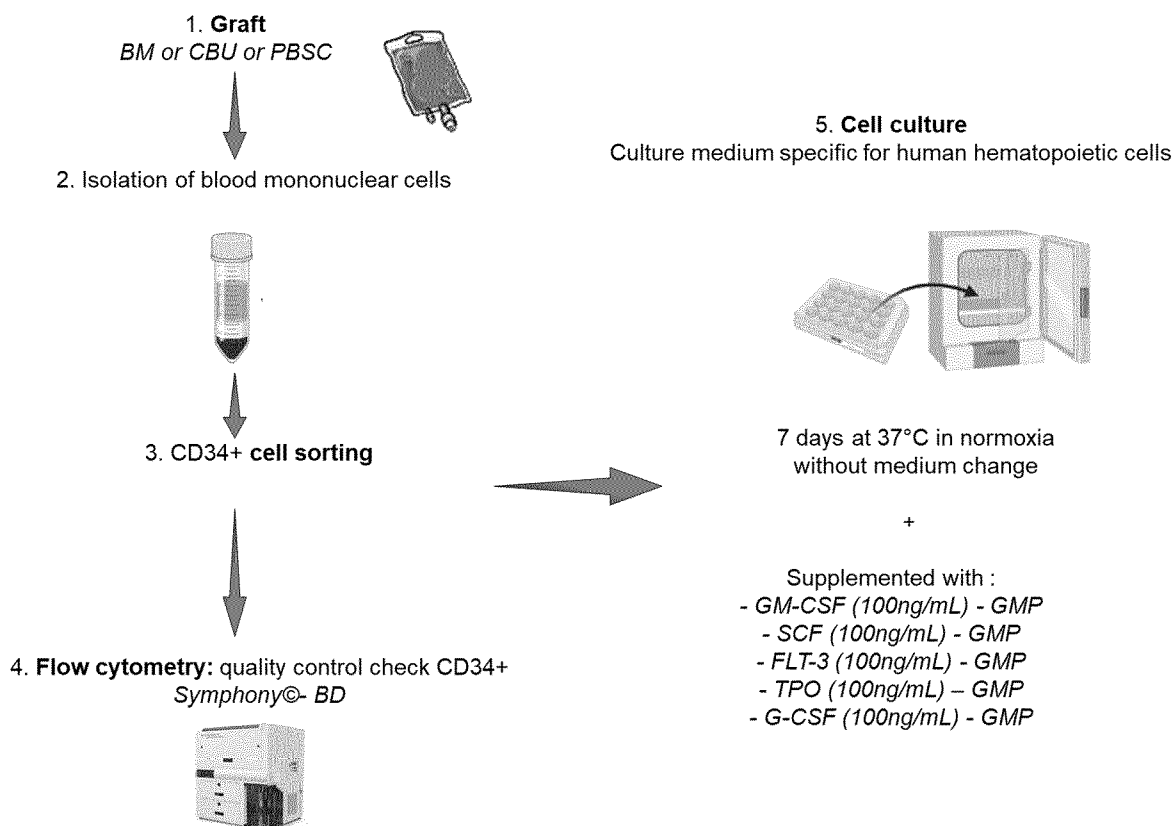 1. Graft
BM or CBU or PBSC
2. Isolation of blood mononuclear cells
3. CD34+ cell sorting
4. Flow cytometry: quality control check CD34+
Symphony©- BD
5. Cell culture
Culture medium specific for human hematopoietic cells
7 days at 37°C in normoxia
without medium change
+
Supplemented with :
- GM-CSF (100ng/mL) - GMP
- SCF (100ng/mL) - GMP
- FLT-3 (100ng/mL) - GMP
- TPO (100ng/mL) – GMP
- G-CSF (100ng/mL) - GMP